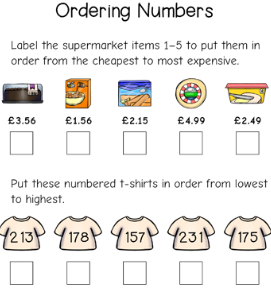 Ordering Numbers
Label the supermarket items 1–5 to put them in
order from the cheapest to most expensive.
£3.56 £1.56 £2.15 £4.99 £2.49
Put these numbered t-shirts in order from lowest
to highest.
213 178 157 231 175